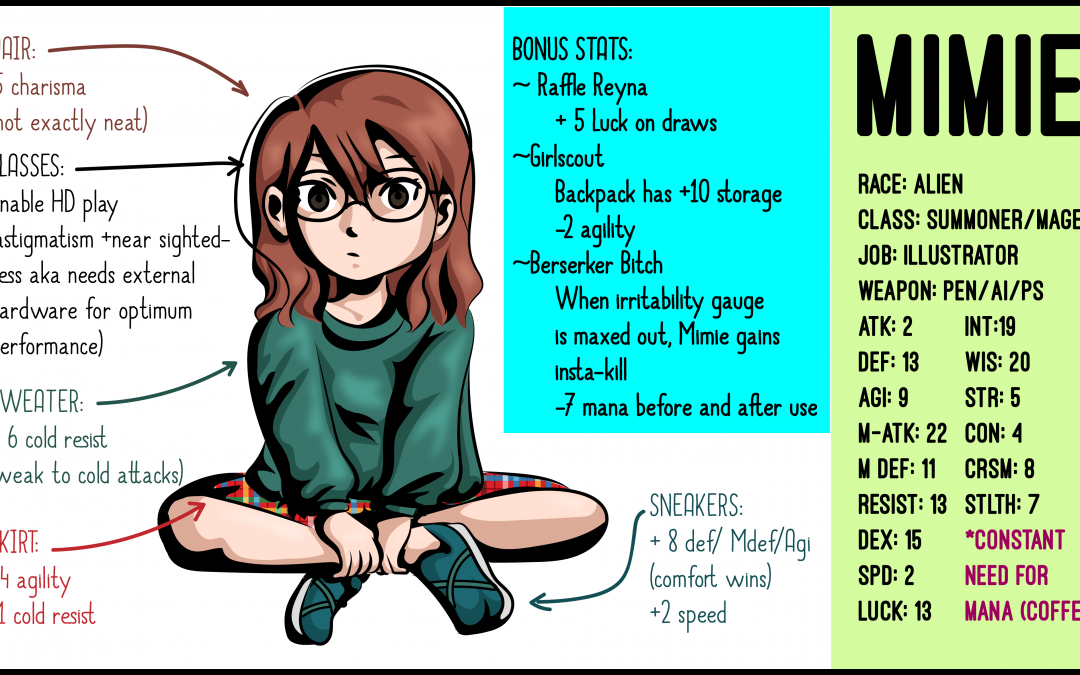 AIR:
5 charisma
not exactly neat)
LASSES:
nable HD play
astigmatism +near sighted-
ess aka needs external
ardware for optimum
erformance)
WEATER:
6 cold resist
weak to cold attacks)
KIRT:
4 agility
1 cold resist
BONUS STATS:
~ Raffle Reyna
+ 5 Luck on draws
~Girlscout
Backpack has +10 storage
-2 agility
~Berserker Bitch
When irritability gauge
is maxed out, Mimie gains
insta-kill
-7 mana before and after use
SNEAKERS:
+ 8 def/ Mdef/Agi
(comfort wins)
+2 speed
MIMIE
RACE: ALIEN
CLASS: SUMMONER/MAGE
JOB: ILLUSTRATOR
WEAPON: PEN/AI/PS
ATK: 2 INT:19
DEF: 13 WIS: 20
AGI: 9 STR: 5
M-ATK: 22 CON: 4
M DEF: 11 CRSM: 8
RESIST: 13 STLTH: 7
DEX: 15 *CONSTANT
SPD: 2 NEED FOR
LUCK: 13 MANA (COFFE